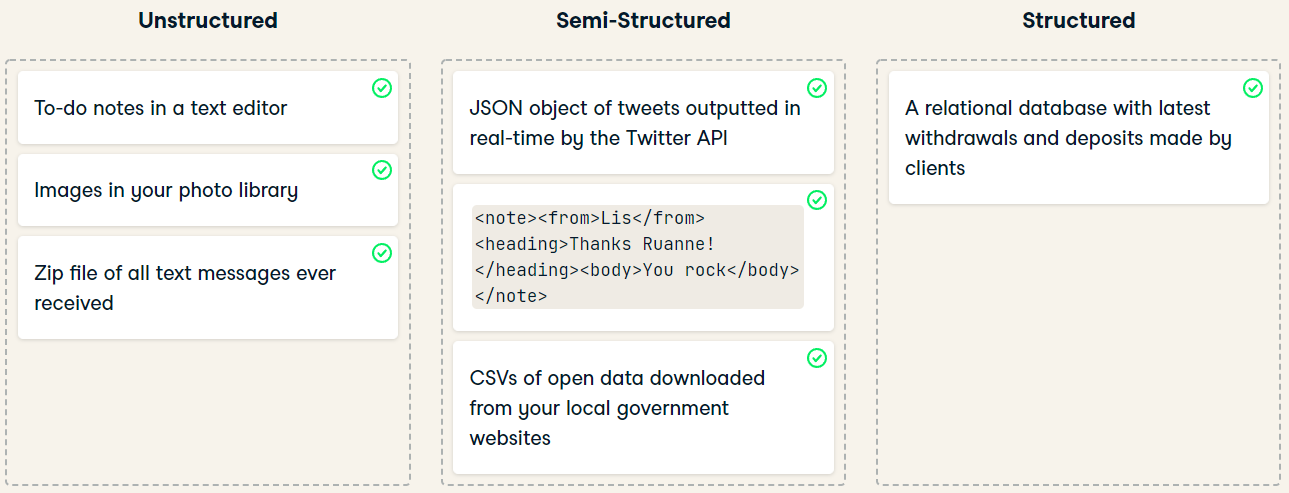 Unstructured
To-do notes in a text editor
Images in your photo library
Zip file of all text messages ever
received
Semi-Structured
JSON object of tweets outputted in
real-time by the Twitter API
<note><from>Lis</from>
<heading>Thanks Ruanne!
</heading><body>You rock</body>
</note>
CSVs of open data downloaded
from your local government
websites
Structured
A relational database with latest
withdrawals and deposits made by
clients